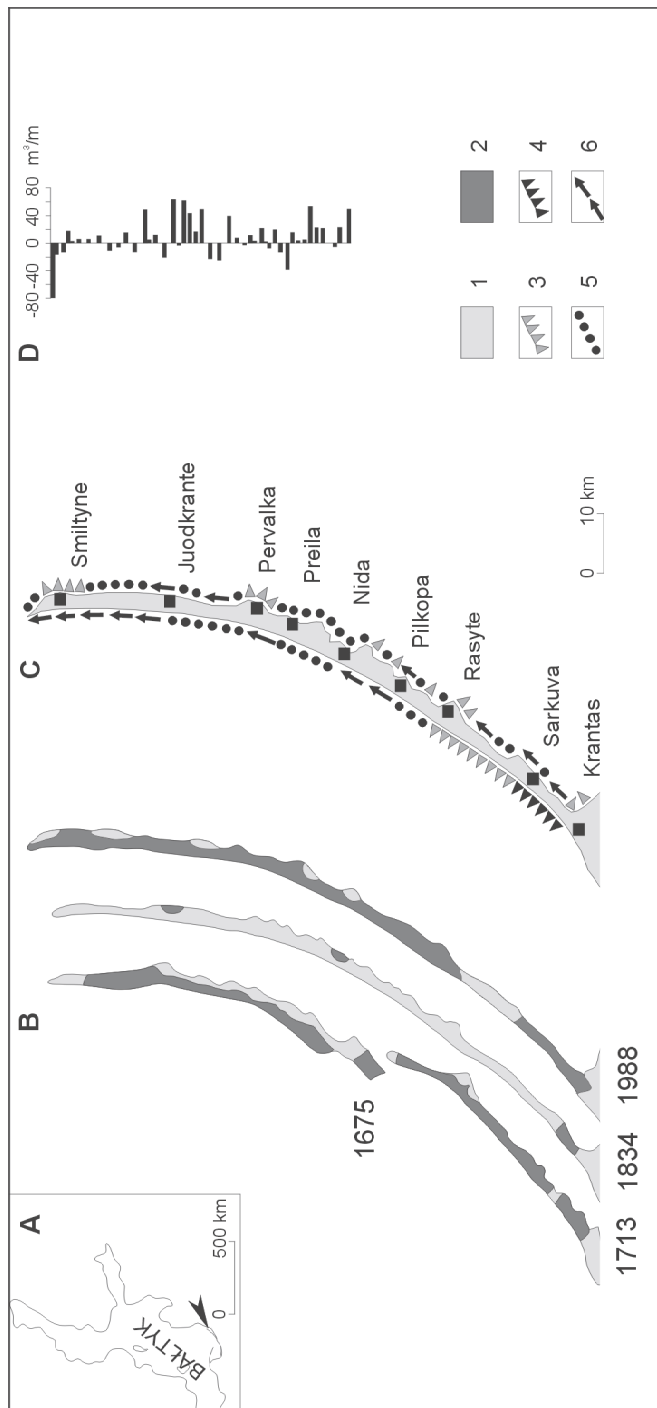 A
BAŁTYK
0 500 km
B
1675
1713
1834
1988
C
Smiltyne
Juodkrante
Pervalka
Preila
Nida
Pilkopa
Rasyte
Sarkuva
Krantas
0 10 km
D
-80 -40 0 40 80 m³/m
1 2
3 4
5 6